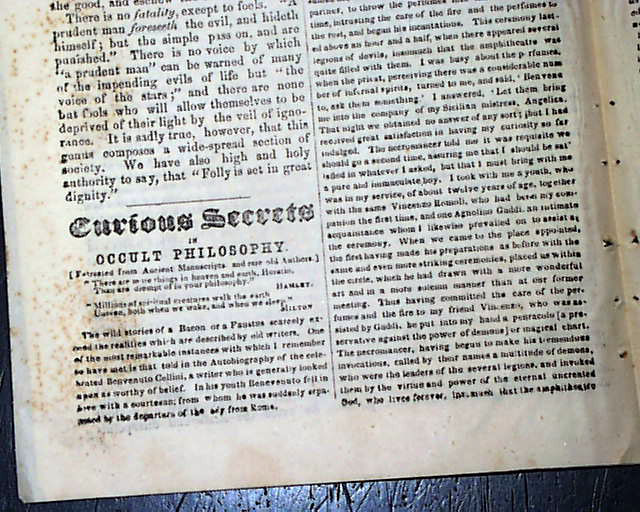 the good, and eschew
There is no fatality, except to fools. "A
prudent man foreseeth the evil, and hideth
himself; but the simple pass on, and are
punished." There is no voice by which
"a prudent man" can be warned of many
of the impending evils of life but "the
voice of the stars;" and there are none
but fools who will allow themselves to be
deprived of their light by the veil of igno-
rance. It is sadly true, however, that this
genus composes a wide-spread section of
society. We have also high and holy
authority to say, that "Folly is set in great
dignity."
Curious Secrets
IN
OCCULT PHILOSOPHY.
[Extracted from Ancient Manuscripts and rare old Authors.]
"There are more things in heaven and earth, Horatio,
Than are dreampt of in your philosophy."
HAMLET.
"Millions of spiritual creatures walk the earth
Unseen, both when we wake, and when we sleep"
MILTON
The wild stories of a Bacon or a Faustus scarcely ex-
ceed the realities which are described by old writers. One
of the most remarkable instances with which I remember
to have met is that told in the Autobiography of the cele-
brated Benvenuto Cellini, a writer who is generally looked
upon as worthy of belief. In his youth Benevenuto fell in
love with a courtesan; from whom he was suddenly sepa-
rated by the departure of the lady from Rome.
partner, to throw the perfumes into
time, intrusting the care of the fire and the perfumes to
the rest, and began his incantations. This ceremony last-
ed above an hour and a half, when there appeared several
legions of devils, insomuch that the amphitheatre was
quite filled with them. I was busy about the perfumes,
when the priest, perceiving there was a considerable num
ber of infernal spirits, turned to me, and said, 'Benvenu
to, ask them something.' I answered, 'Let them bring
me into the company of my Sicilian mistress, Angelica.
That night we obtained no answer of any sort; but I had
received great satisfaction in having my curiosity so far
indulged. The necromancer told me it was requisite we
should go a second time, assuring me that I should be sat'
isfied in whatever I asked, but that I must bring with me
a pure and immaculate boy. I took with me a youth, who
was in my service, of about twelve years of age, together
with the same Vincenzo Romoli, who had been my com-
panion the first time, and one Agnolino Gaddi, an intimate
acquaintance whom I likewise prevailed on to assist at
the ceremony. When we came to the place appointed,
the first having made his preparations as before with the
same and even more striking ceremonies, placed us within
the circle, which he had drawn with a more wonderful
art and in a more solemn manner than at our former
meeting. Thus having committed the care of the per-
fumes and the fire to my friend Vincenzo, who was as-
sisted by Gaddi, he put into my hand a pentacolo [a pre-
servative against the power of demons] or magical chart.
The necromancer, having begun to make his tremendous
invocations, called by their names a multitude of demons,
who were the leaders of the several legions, and invoked
them by the virtue and power of the eternal uncreated
God, who lives forever, insomuch that the amphitheatre